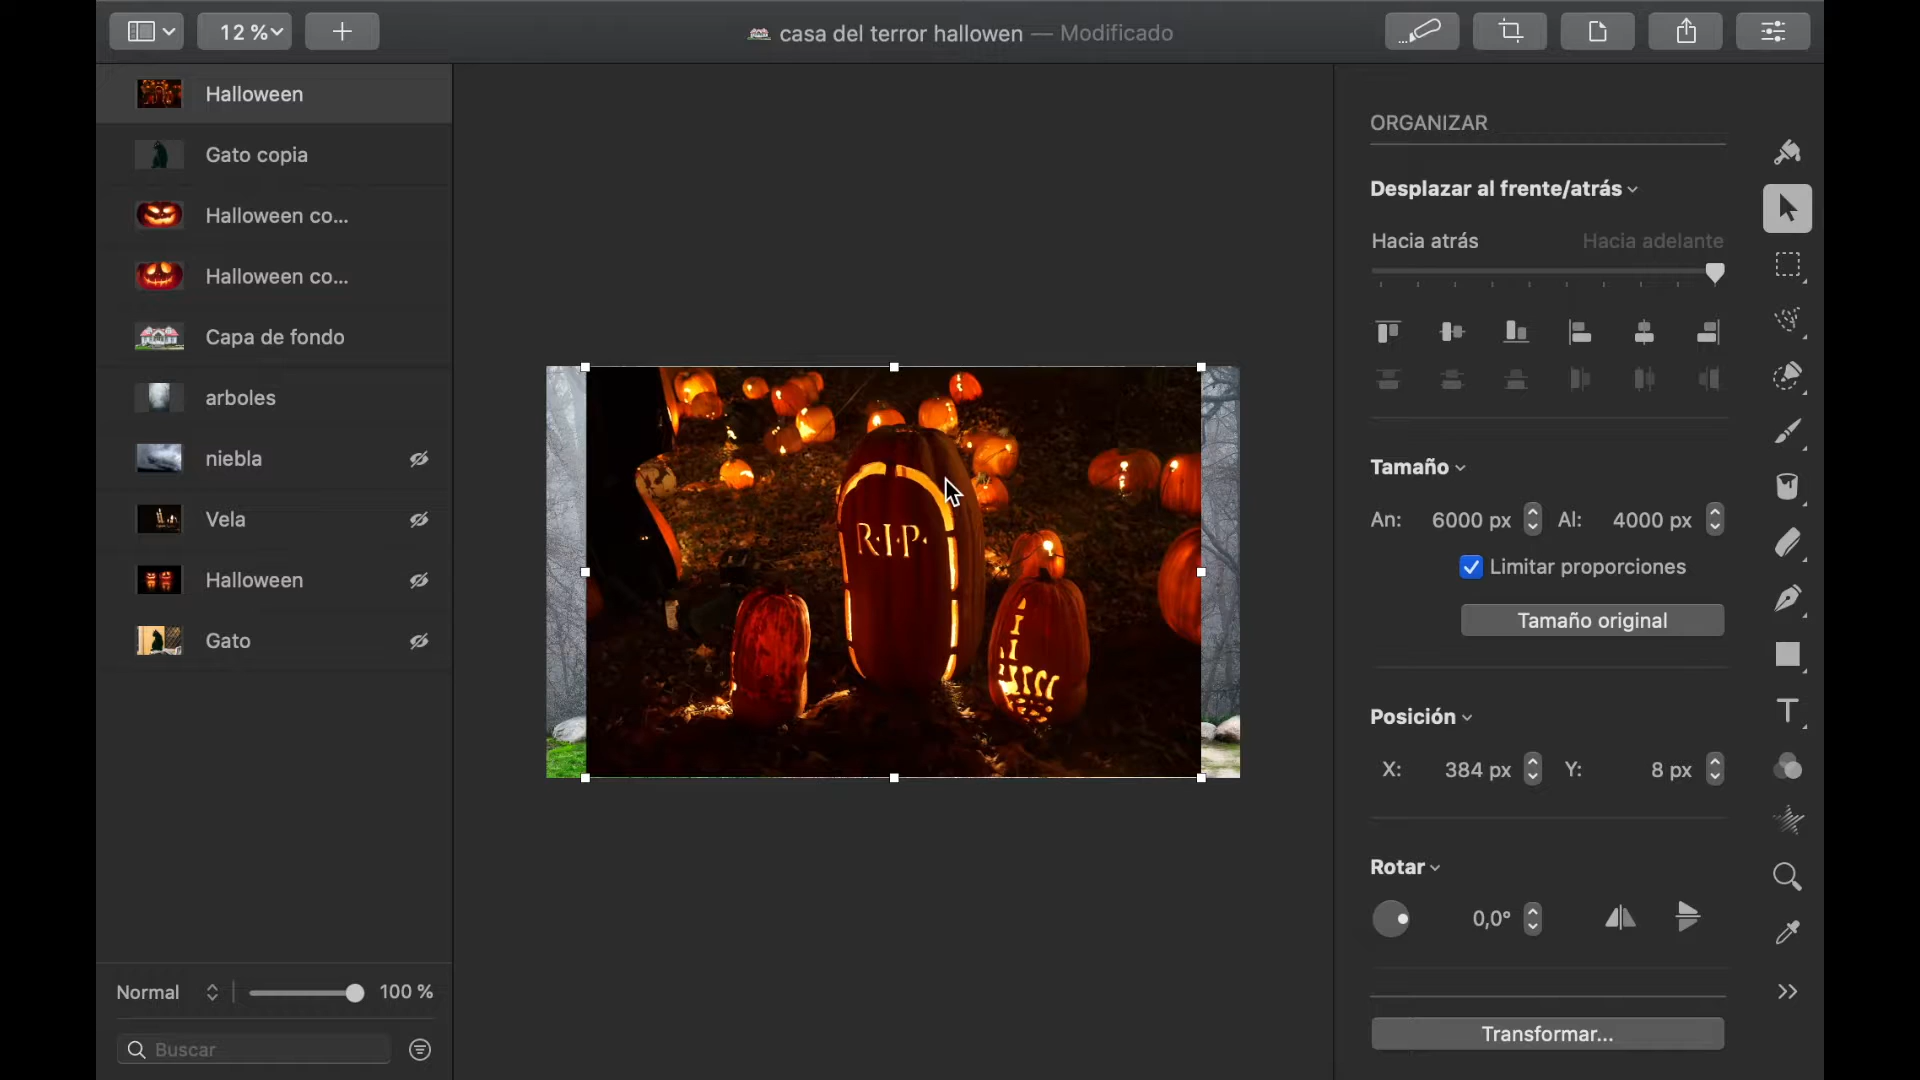 12 %
casa del terror hallowen — Modificado
Halloween
Gato copia
Halloween co...
Halloween co...
Capa de fondo
arboles
niebla
Vela
Halloween
Gato
Normal
100 %
Buscar
R.I.P.
ORGANIZAR
Desplazar al frente/atrás
Hacia atrás Hacia adelante
Tamaño
An: 6000 px Al: 4000 px
Limitar proporciones
Tamaño original
Posición
X: 384 px Y: 8 px
Rotar
0,0°
Transformar...